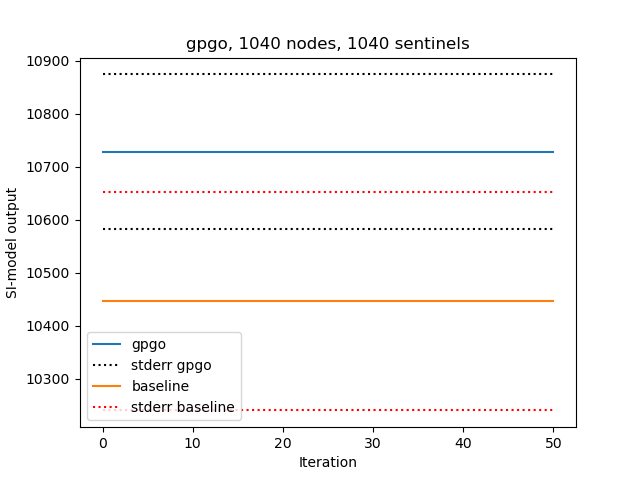 gpgo, 1040 nodes, 1040 sentinels
10900
10800
10700
10600
10500
10400
10300
SI-model output
gpgo
stderr gpgo
baseline
stderr baseline
0 10 20 30 40 50
Iteration